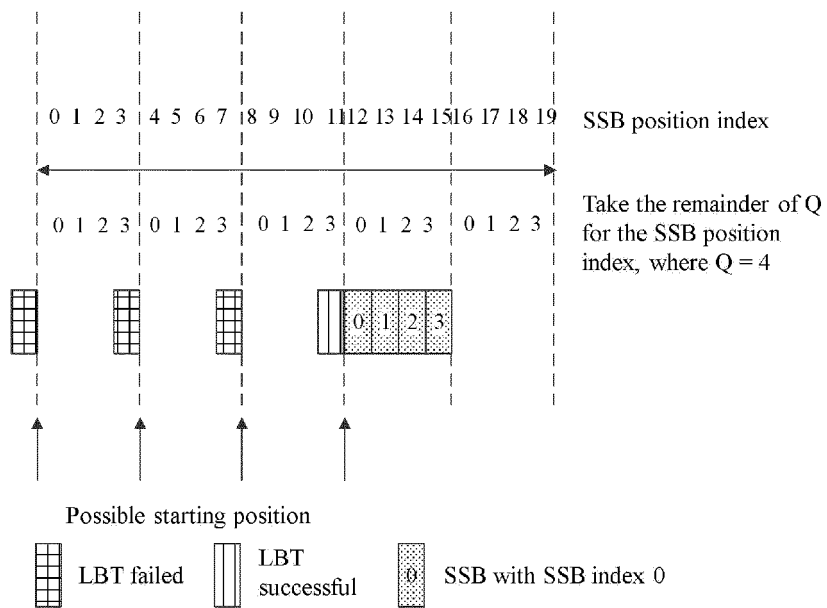 0 1 2 3 4 5 6 7 8 9 10 11 12 13 14 15 16 17 18 19
SSB position index
0 1 2 3 0 1 2 3 0 1 2 3 0 1 2 3 0 1 2 3
Take the remainder of Q
for the SSB position
index, where Q = 4
0 1 2 3
Possible starting position
LBT failed
LBT
successful
0
SSB with SSB index 0